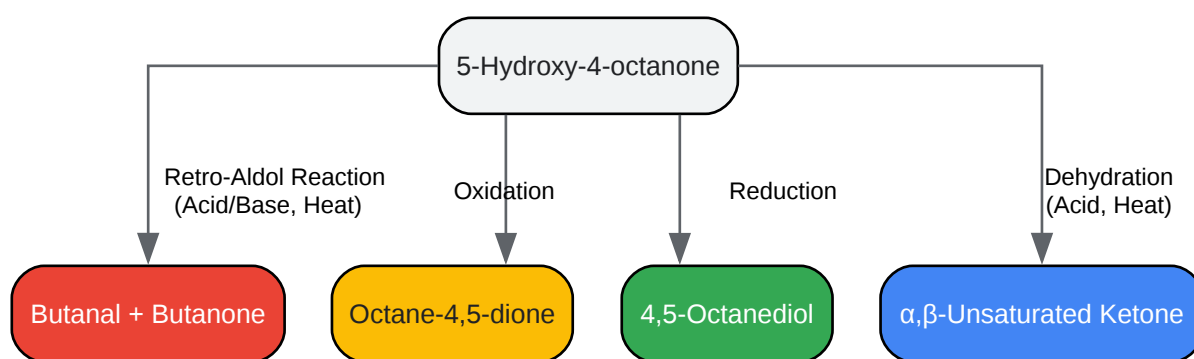 5-Hydroxy-4-octanone
Retro-Aldol Reaction
(Acid/Base, Heat)
Oxidation
Reduction
Dehydration
(Acid, Heat)
Butanal + Butanone
Octane-4,5-dione
4,5-Octanediol
α,β-Unsaturated Ketone